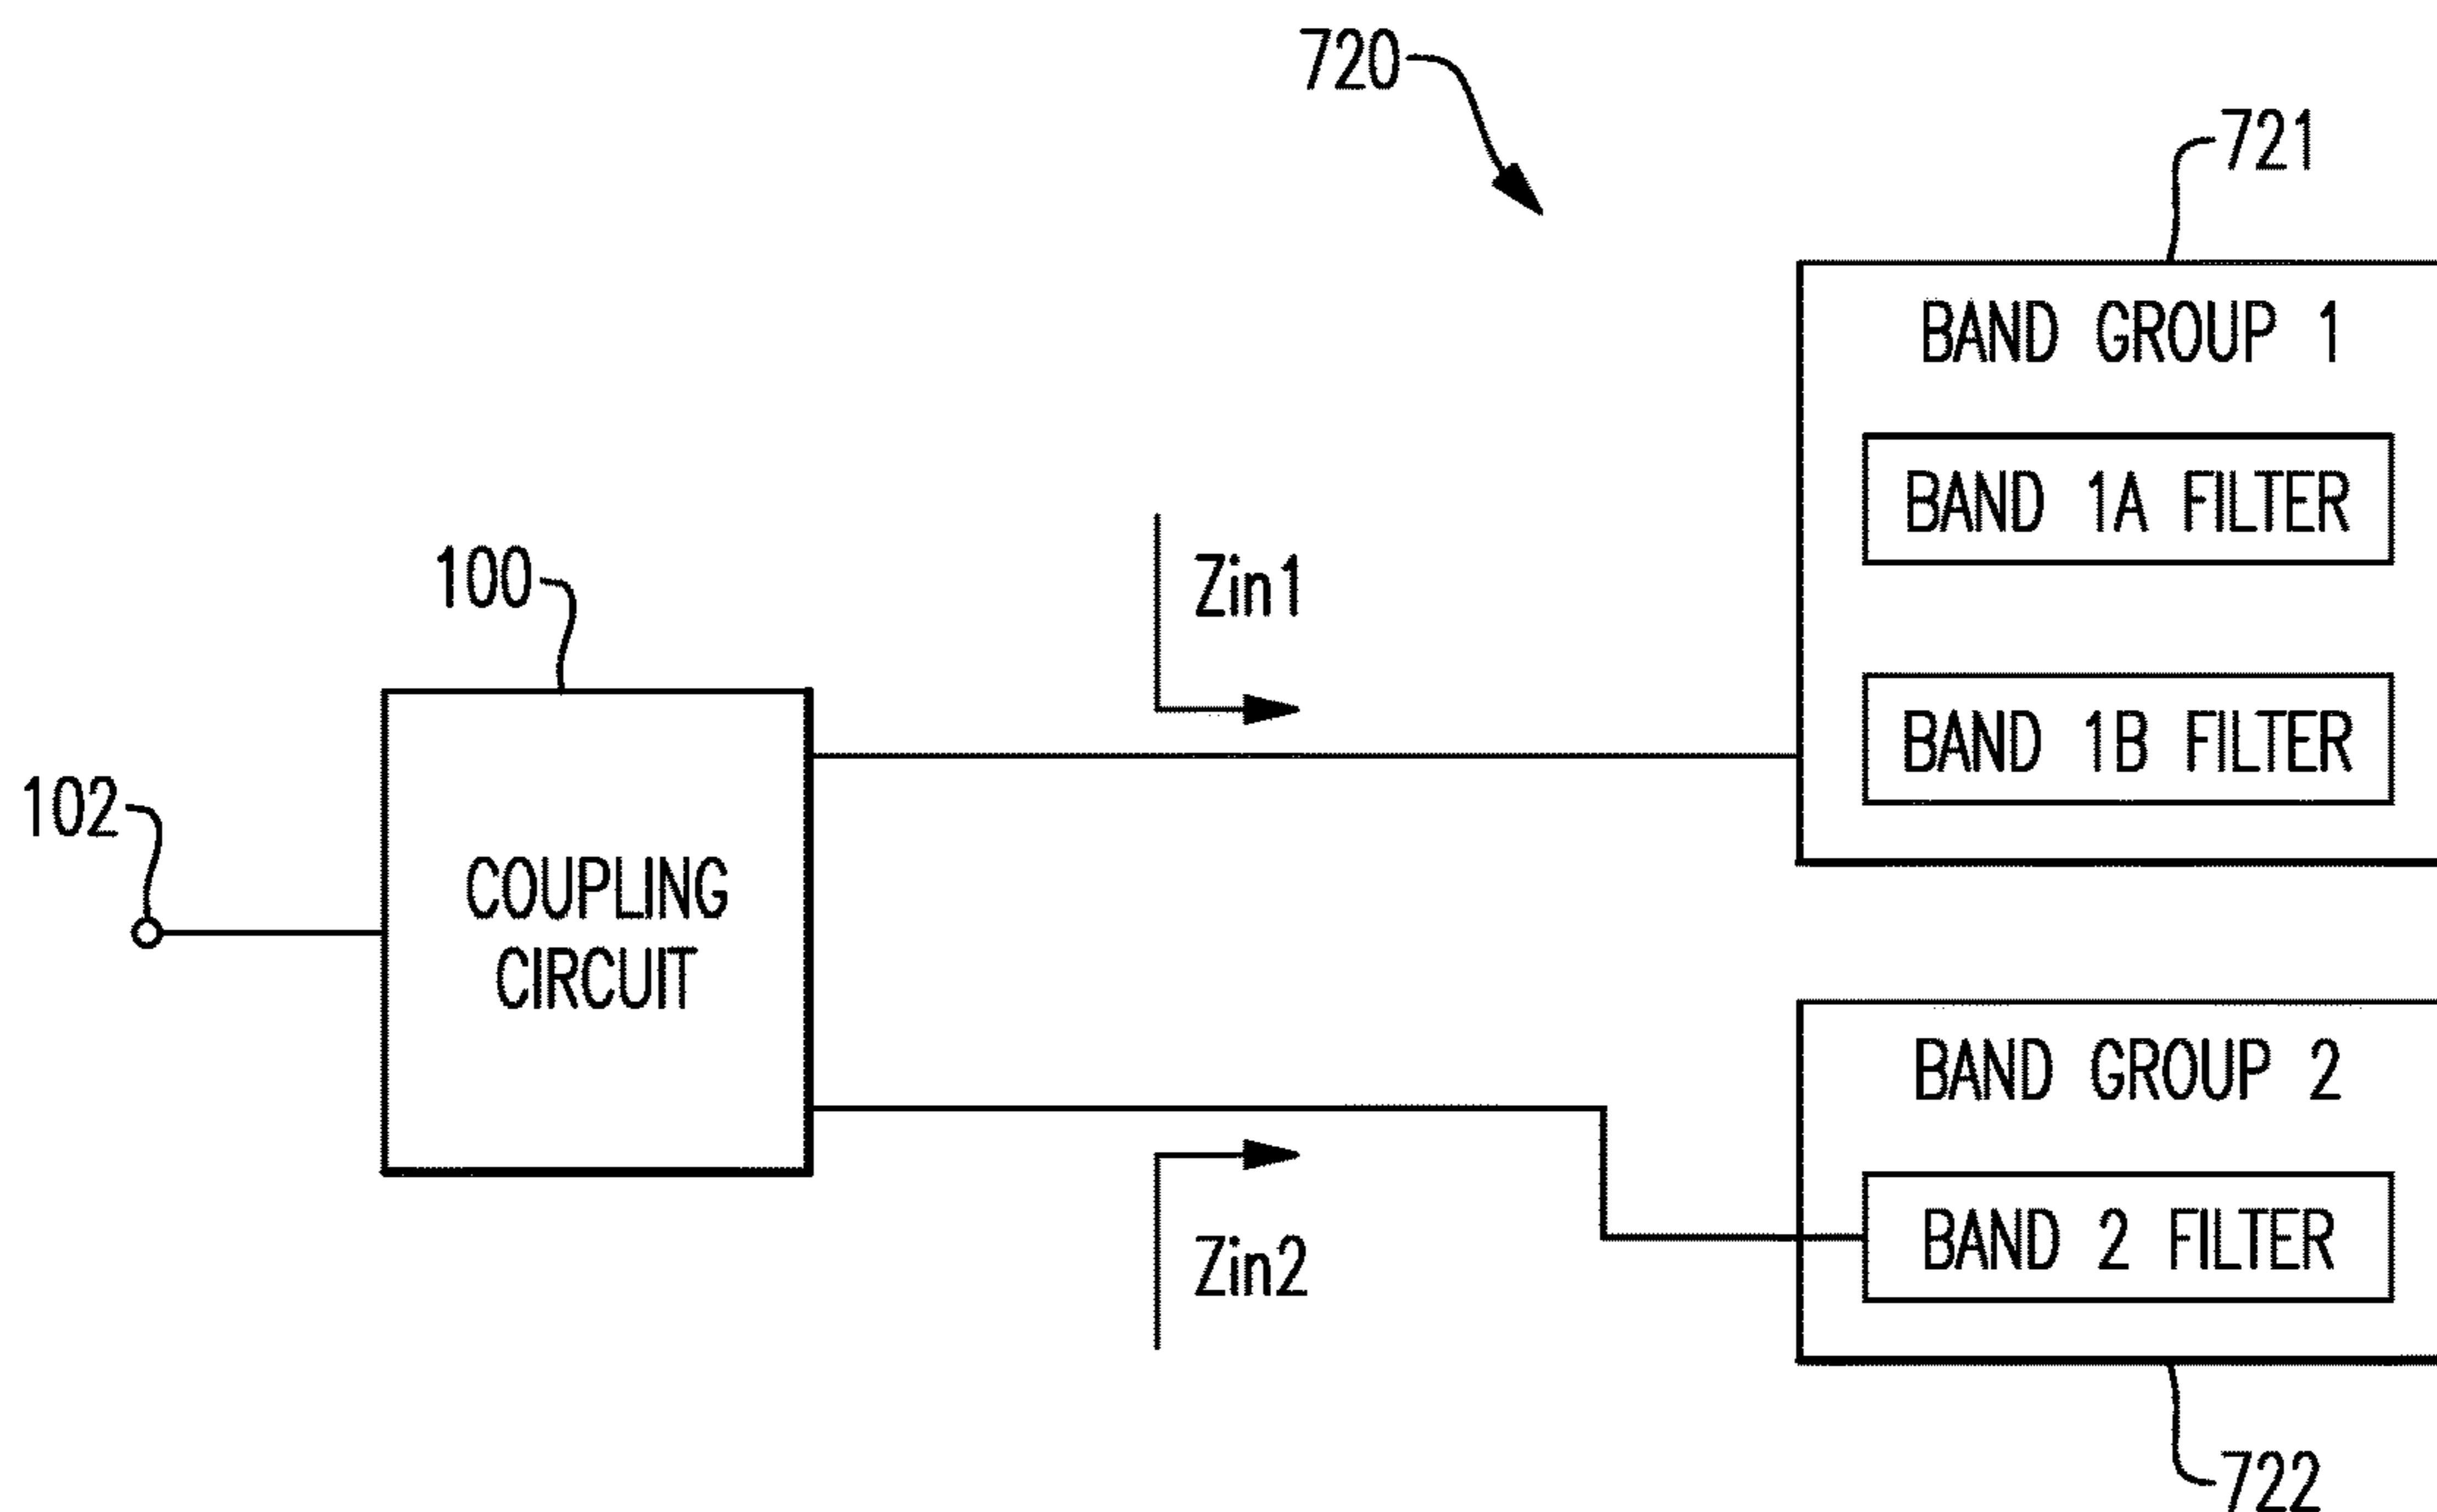 720
721
BAND GROUP 1
BAND 1A FILTER
100
Zin1
BAND 1B FILTER
102
COUPLING
CIRCUIT
BAND GROUP 2
BAND 2 FILTER
Zin2
722